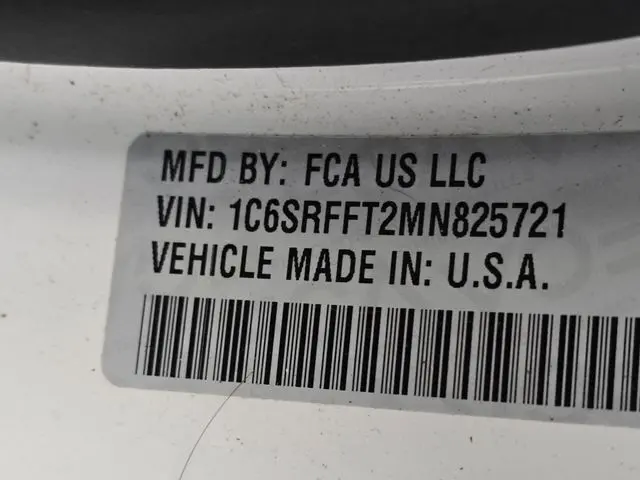 MFD BY: FCA US LLC
VIN: 1C6SRFFT2MN825721
VEHICLE MADE IN: U.S.A.